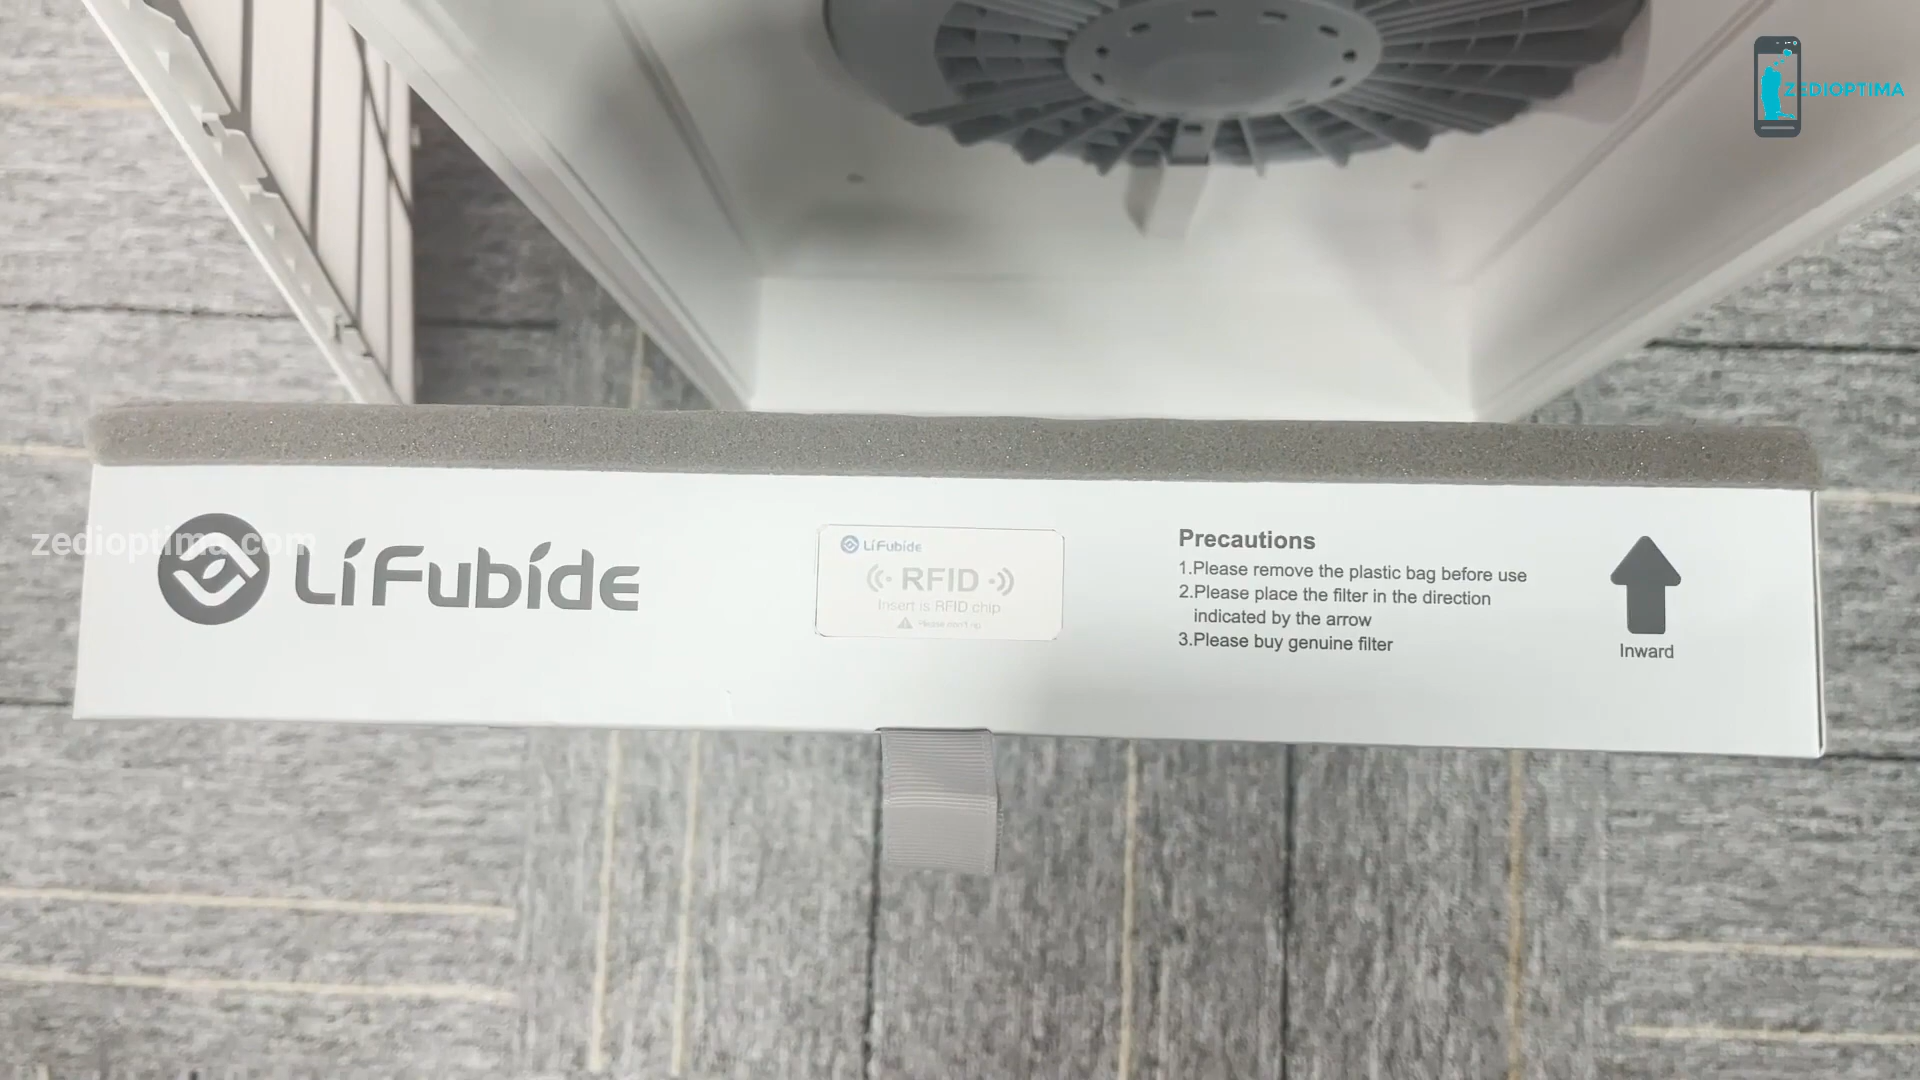 ZEDIOPTIMA
zedioptima.com
LiFubide
LiFubide
RFID
Insert is RFID chip
Precautions
1.Please remove the plastic bag before use
2.Please place the filter in the direction
indicated by the arrow
3.Please buy genuine filter
Inward